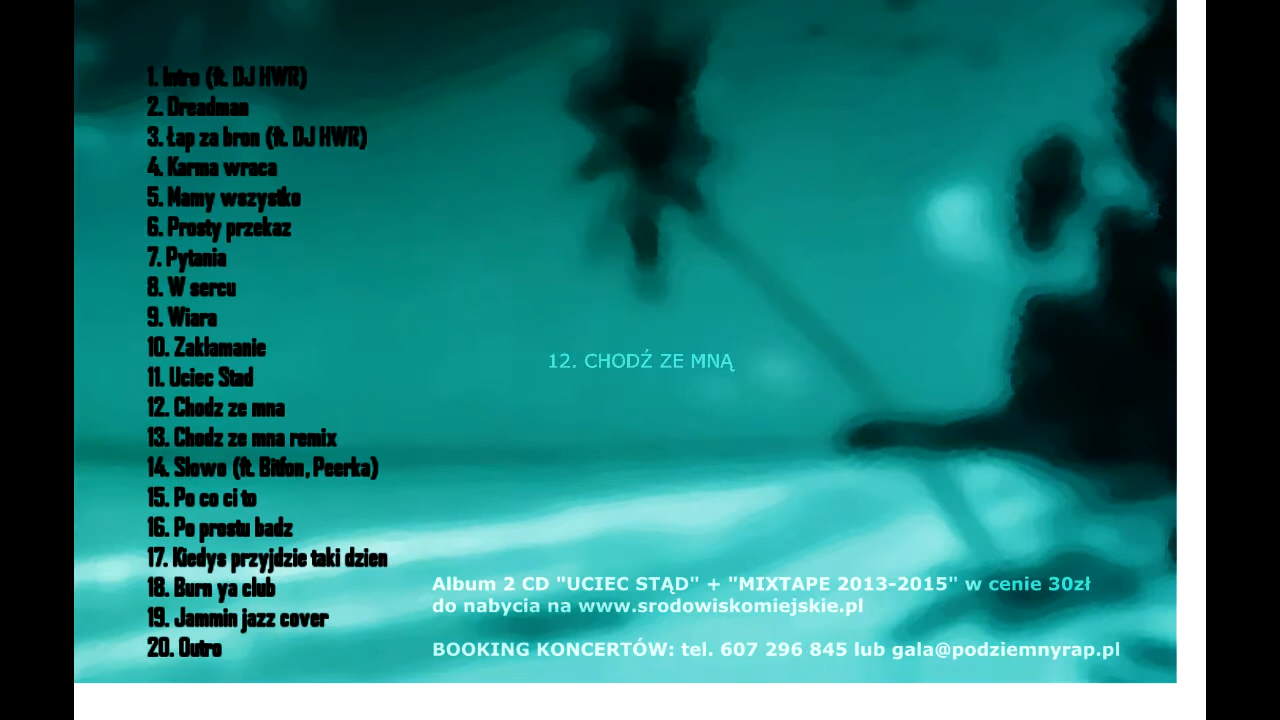 1. Intro (ft. DJ HWR)
2. Dreadman
3. Łap za bron (ft. DJ HWR)
4. Karma wraca
5. Mamy wszystko
6. Prosty przekaz
7. Pytania
8. W sercu
9. Wiara
10. Zakłamanie
11. Uciec Stad
12. Chodz ze mna
13. Chodz ze mna remix
14. Słowo (ft. Bitfon, Peerka)
15. Po co ci to
16. Po prostu badz
17. Kiedys przyjdzie taki dzien
18. Burn ya club
19. Jammin jazz cover
20. Outro
12. CHODŹ ZE MNĄ
Album 2 CD "UCIEC STĄD" + "MIXTAPE 2013-2015" w cenie 30zł
do nabycia na www.srodowiskomiejskie.pl
BOOKING KONCERTÓW: tel. 607 296 845 lub gala@podziemnyrap.pl